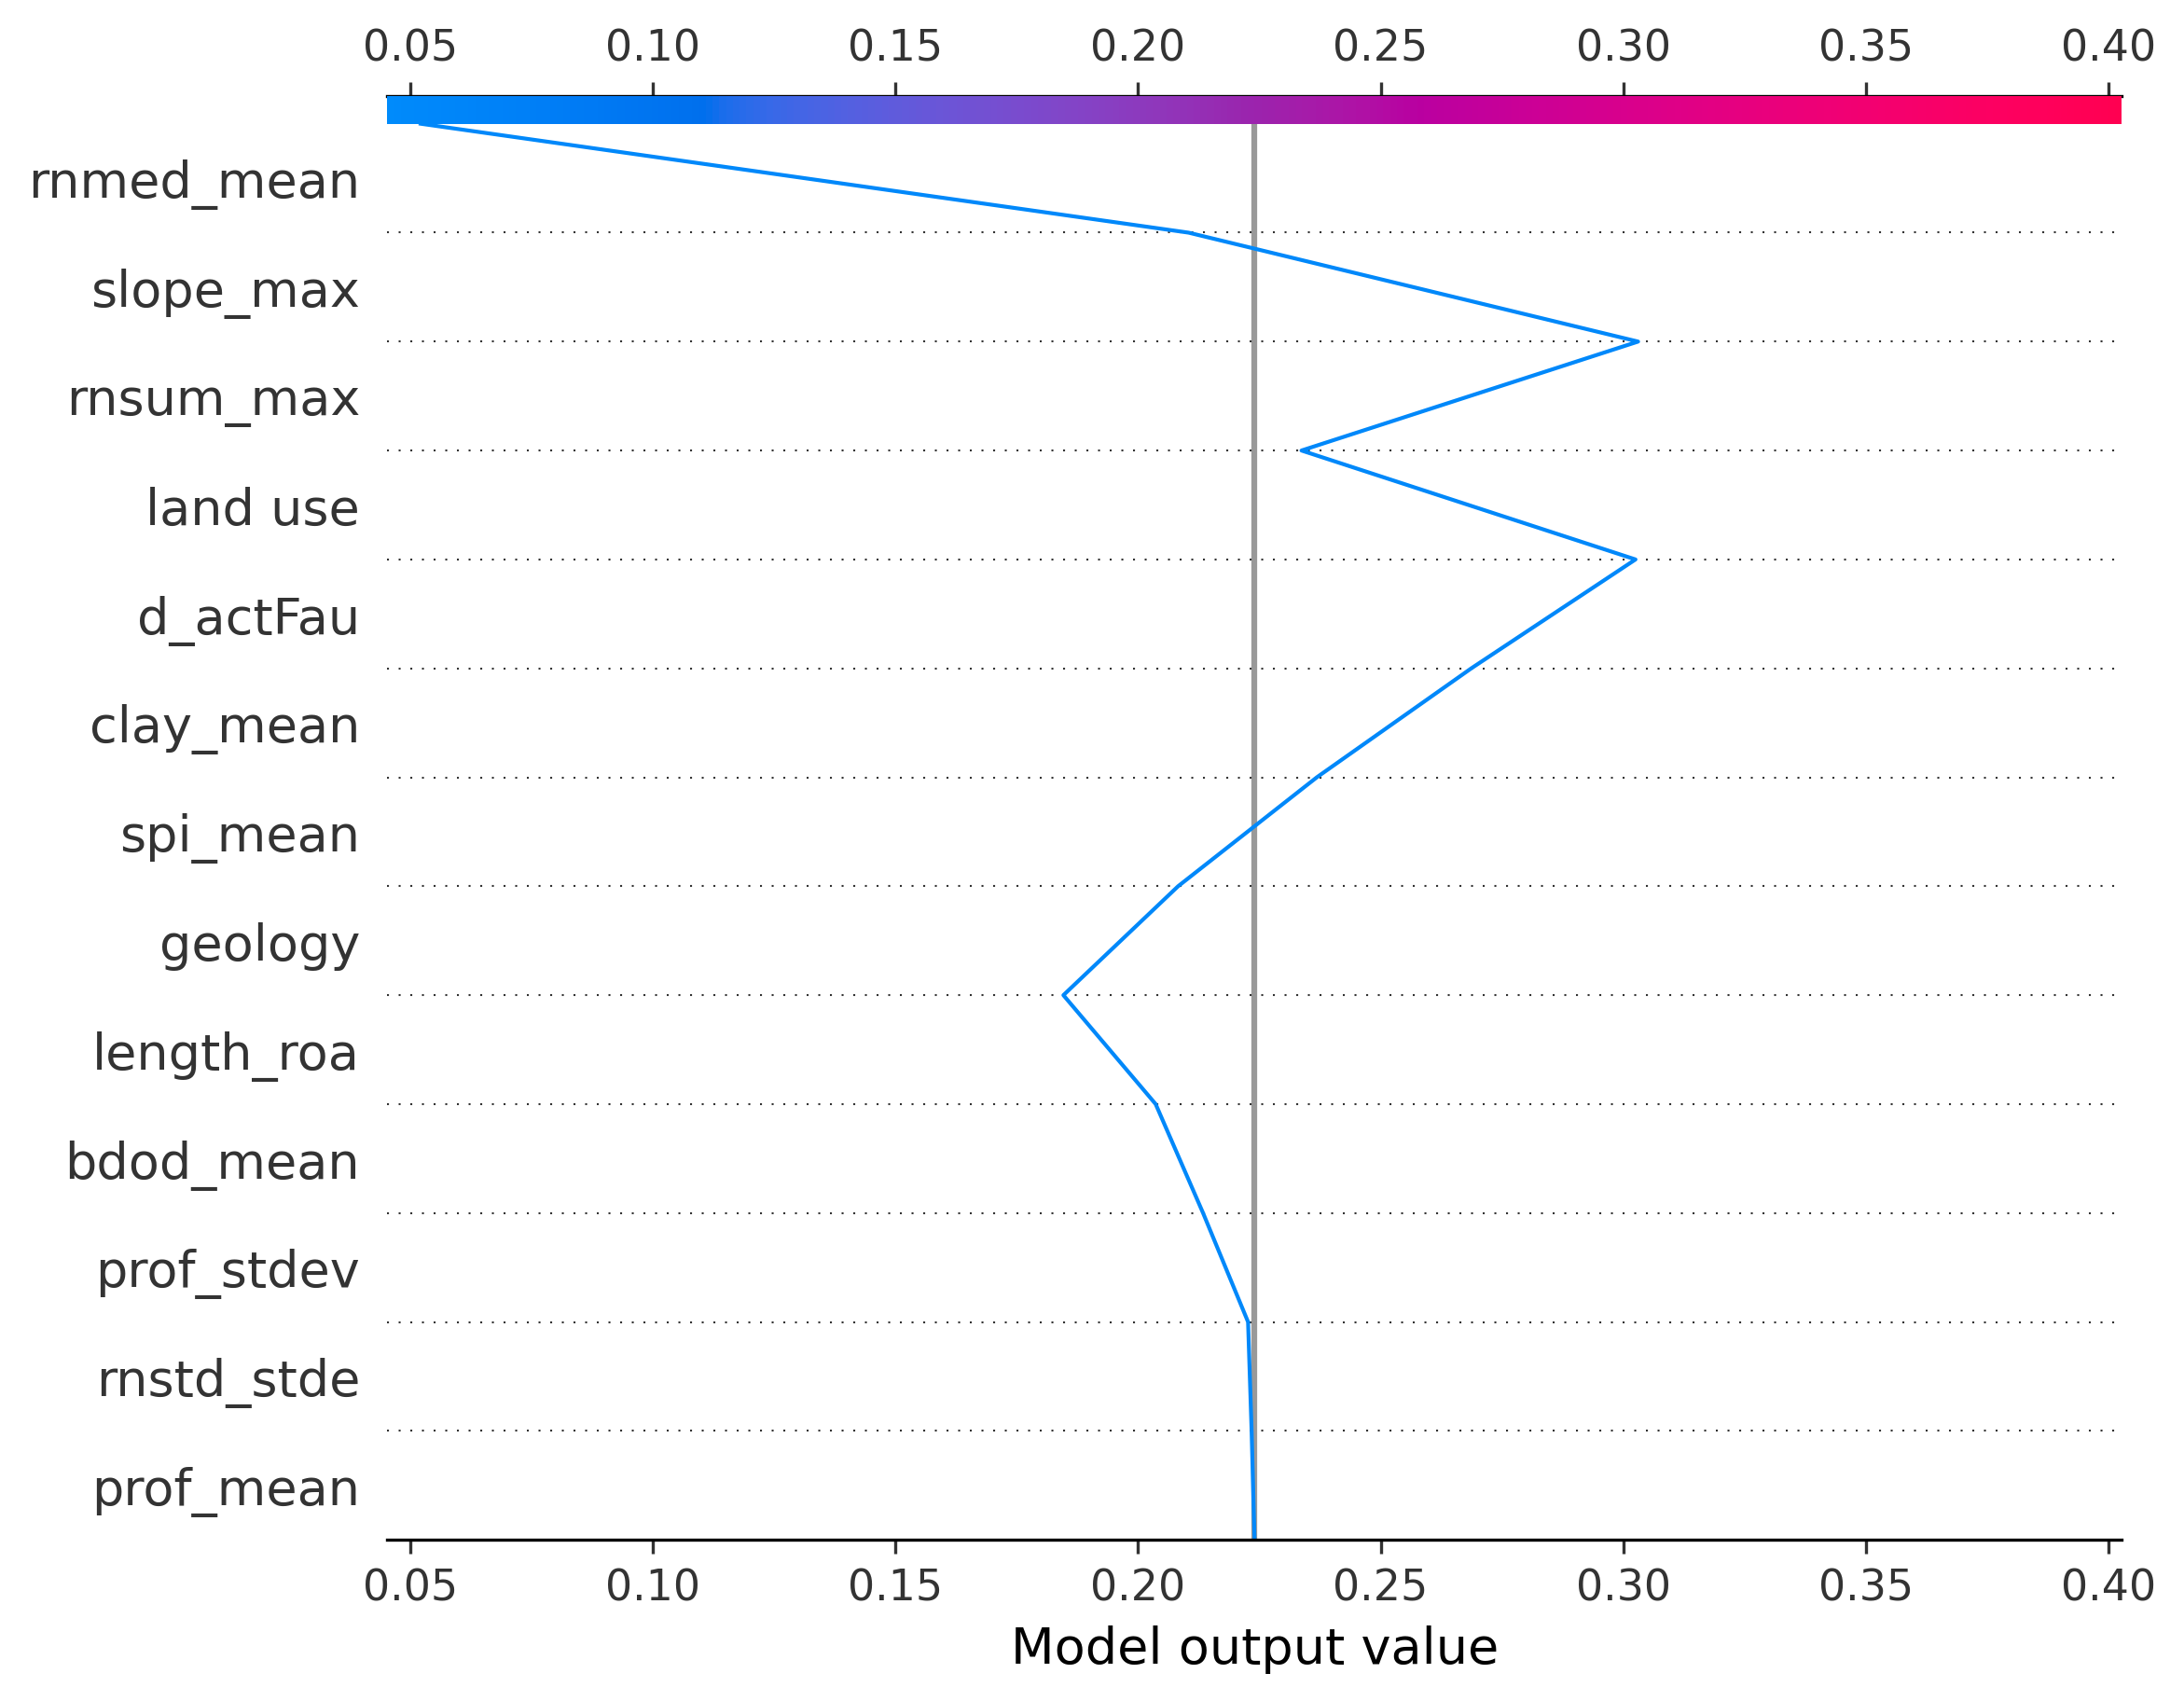 0.05 0.10 0.15 0.20 0.25 0.30 0.35 0.40
rnmed_mean
slope_max
rnsum_max
land use
d_actFau
clay_mean
spi_mean
geology
length_roa
bdod_mean
prof_stdev
rnstd_stde
prof_mean
0.05 0.10 0.15 0.20 0.25 0.30 0.35 0.40
Model output value